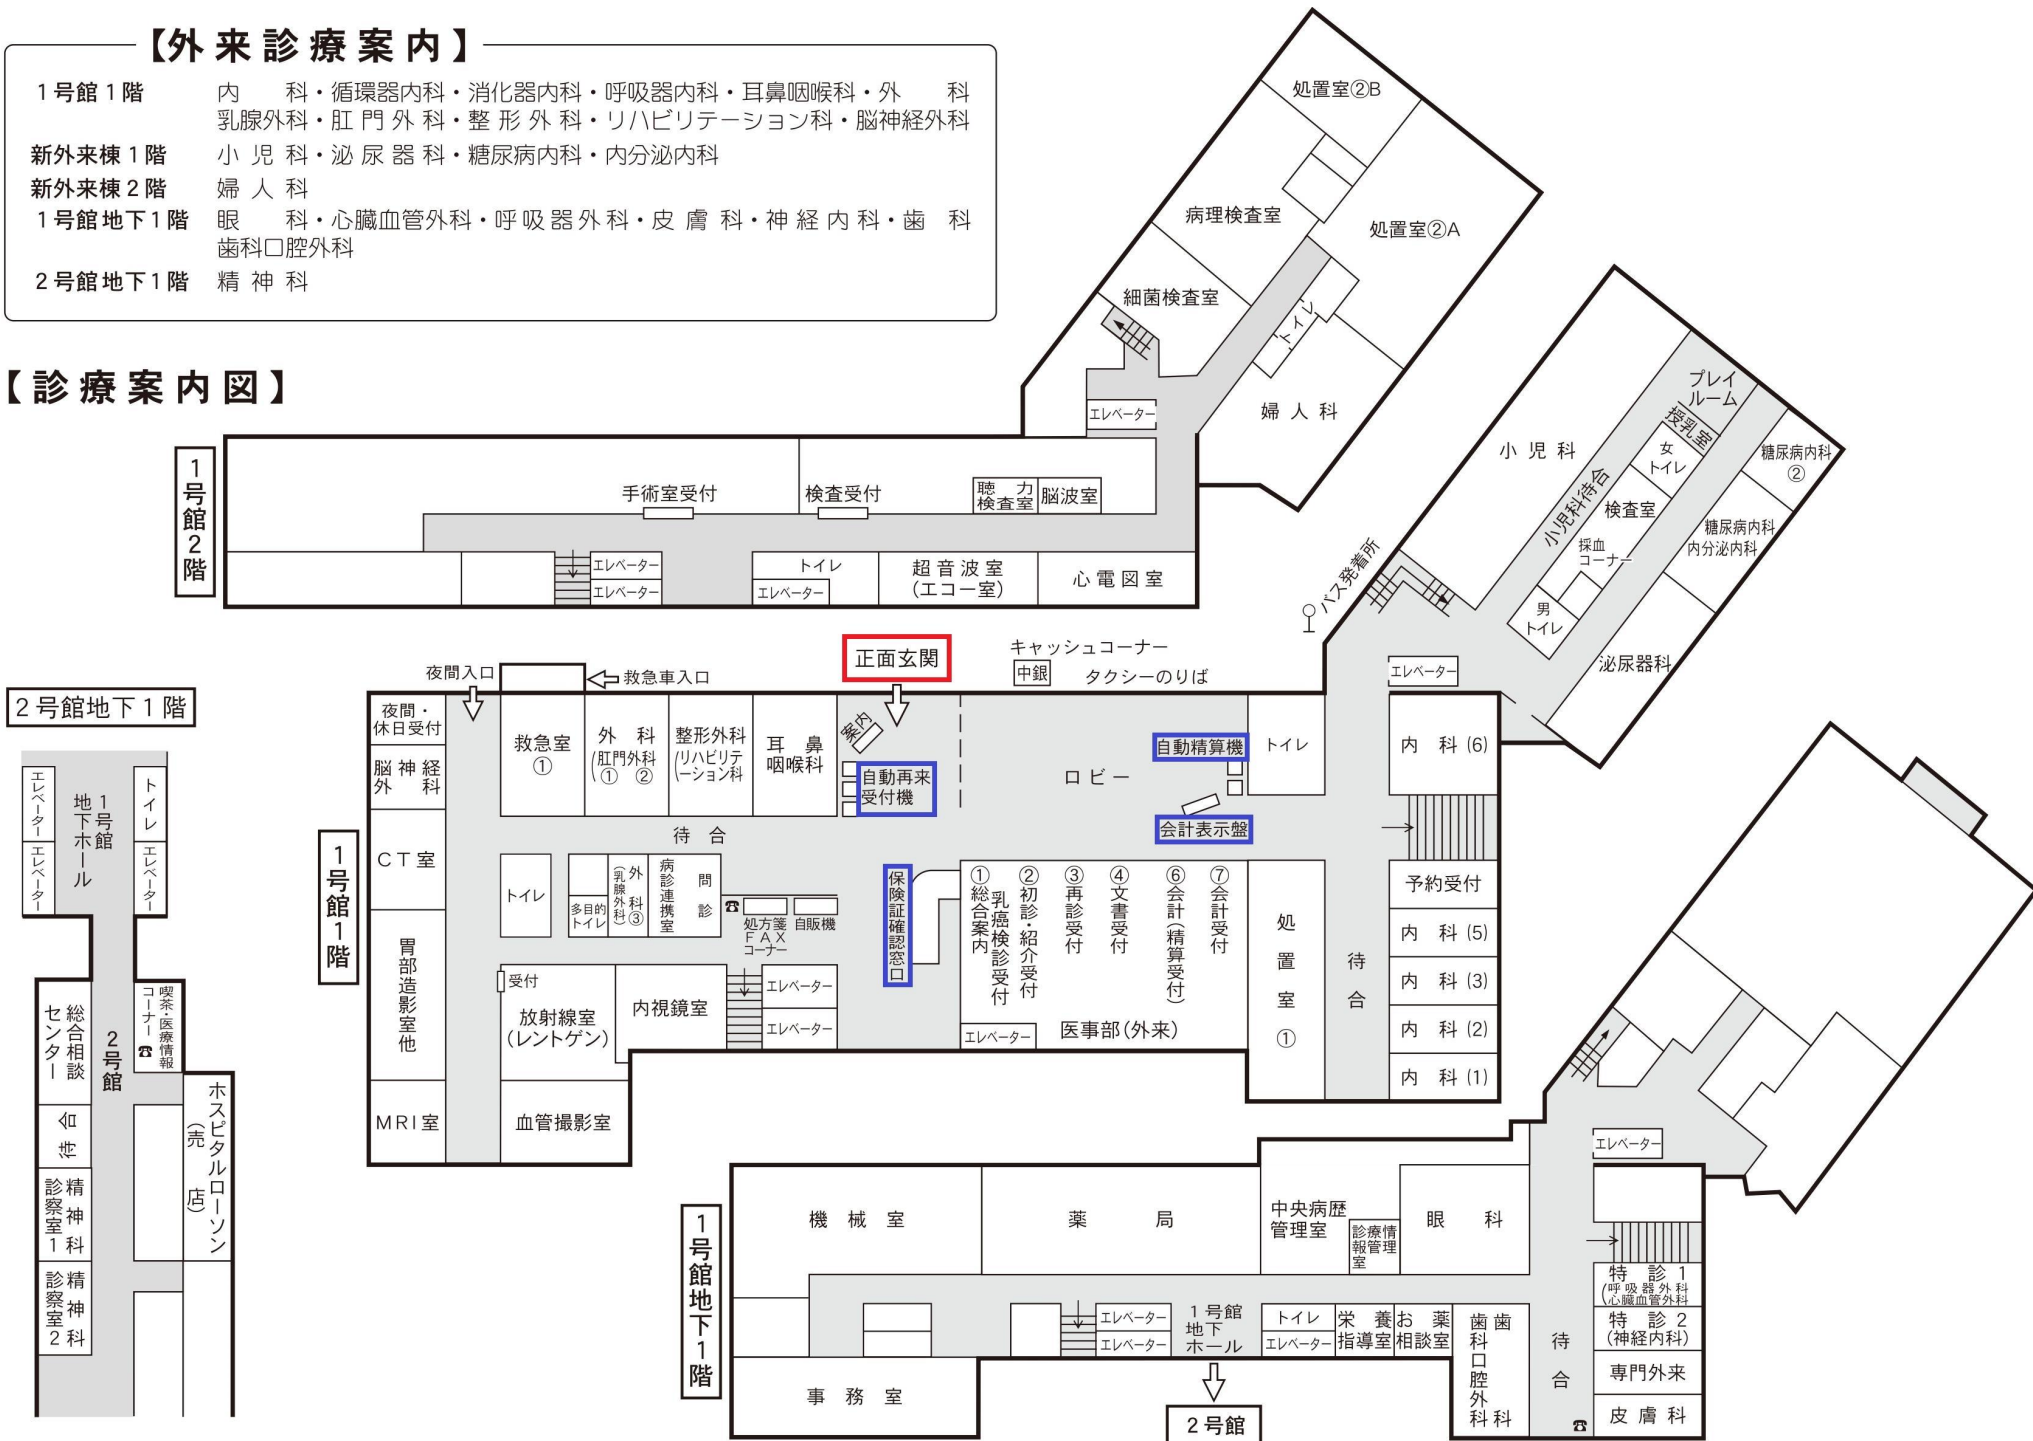 【外来診療案内】
1号館1階 内 科・循環器内科・消化器内科・呼吸器内科・耳鼻咽喉科・外 科
乳腺外科・肛門外科・整形外科・リハビリテーション科・脳神経外科
新外来棟1階 小児科・泌尿器科・糖尿病内科・内分泌内科
新外来棟2階 婦人科
1号館地下1階 眼 科・心臓血管外科・呼吸器外科・皮膚科・神経内科・歯 科
歯科口腔外科
2号館地下1階 精神科
【診療案内図】
1号館2階
処置室②B
病理検査室
処置室②A
細菌検査室
トイレ
婦人科
エレベーター
手術室受付
検査受付
聴力検査室
脳波室
エレベーター
エレベーター
トイレ
エレベーター
超音波室
(エコー室)
心電図室
プレイルーム
授乳室
小児科
女トイレ
糖尿病内科
②
小児科待合
検査室
糖尿病内科
内分泌内科
採血コーナー
男トイレ
泌尿器科
バス発着所
エレベーター
1号館1階
夜間入口
救急車入口
正面玄関
キャッシュコーナー
中銀
タクシーのりば
夜間・
休日受付
脳神経外科
CT室
胃部造影室他
MRI室
救急室
①
外 科
(肛門外科
① ②
整形外科
(リハビリテーション科
耳鼻咽喉科
案内
自動再来
受付機
ロビー
自動精算機
会計表示盤
トイレ
内 科(6)
待 合
トイレ
多目的トイレ
外科③
(乳腺外科)
病診連携室
問診
処方箋
FAX
コーナー
自販機
保険証確認窓口
①総合案内
乳癌検診受付
②初診・紹介受付
③再診受付
④文書受付
⑥会計(精算受付)
⑦会計受付
医事部(外来)
エレベーター
処置室①
待合
予約受付
内 科(5)
内 科(3)
内 科(2)
内 科(1)
受付
放射線室
(レントゲン)
内視鏡室
エレベーター
エレベーター
血管撮影室
2号館地下1階
エレベーター
エレベーター
1号館
地下ホール
トイレ
エレベーター
総合相談センター
2号館
喫茶・医療情報コーナー
待合
ホスピタルローソン
(売 店)
精神科診察室1
精神科診察室2
1号館地下1階
機械室
薬 局
中央病歴
管理室
診療情報管理室
眼 科
エレベーター
特 診 1
(呼吸器外科
(心臓血管外科
特 診 2
(神経内科)
専門外来
皮膚科
エレベーター
エレベーター
1号館
地下
ホール
トイレ
エレベーター
栄養指導室
お薬相談室
歯科
歯科口腔外科
待合
事務室
2号館